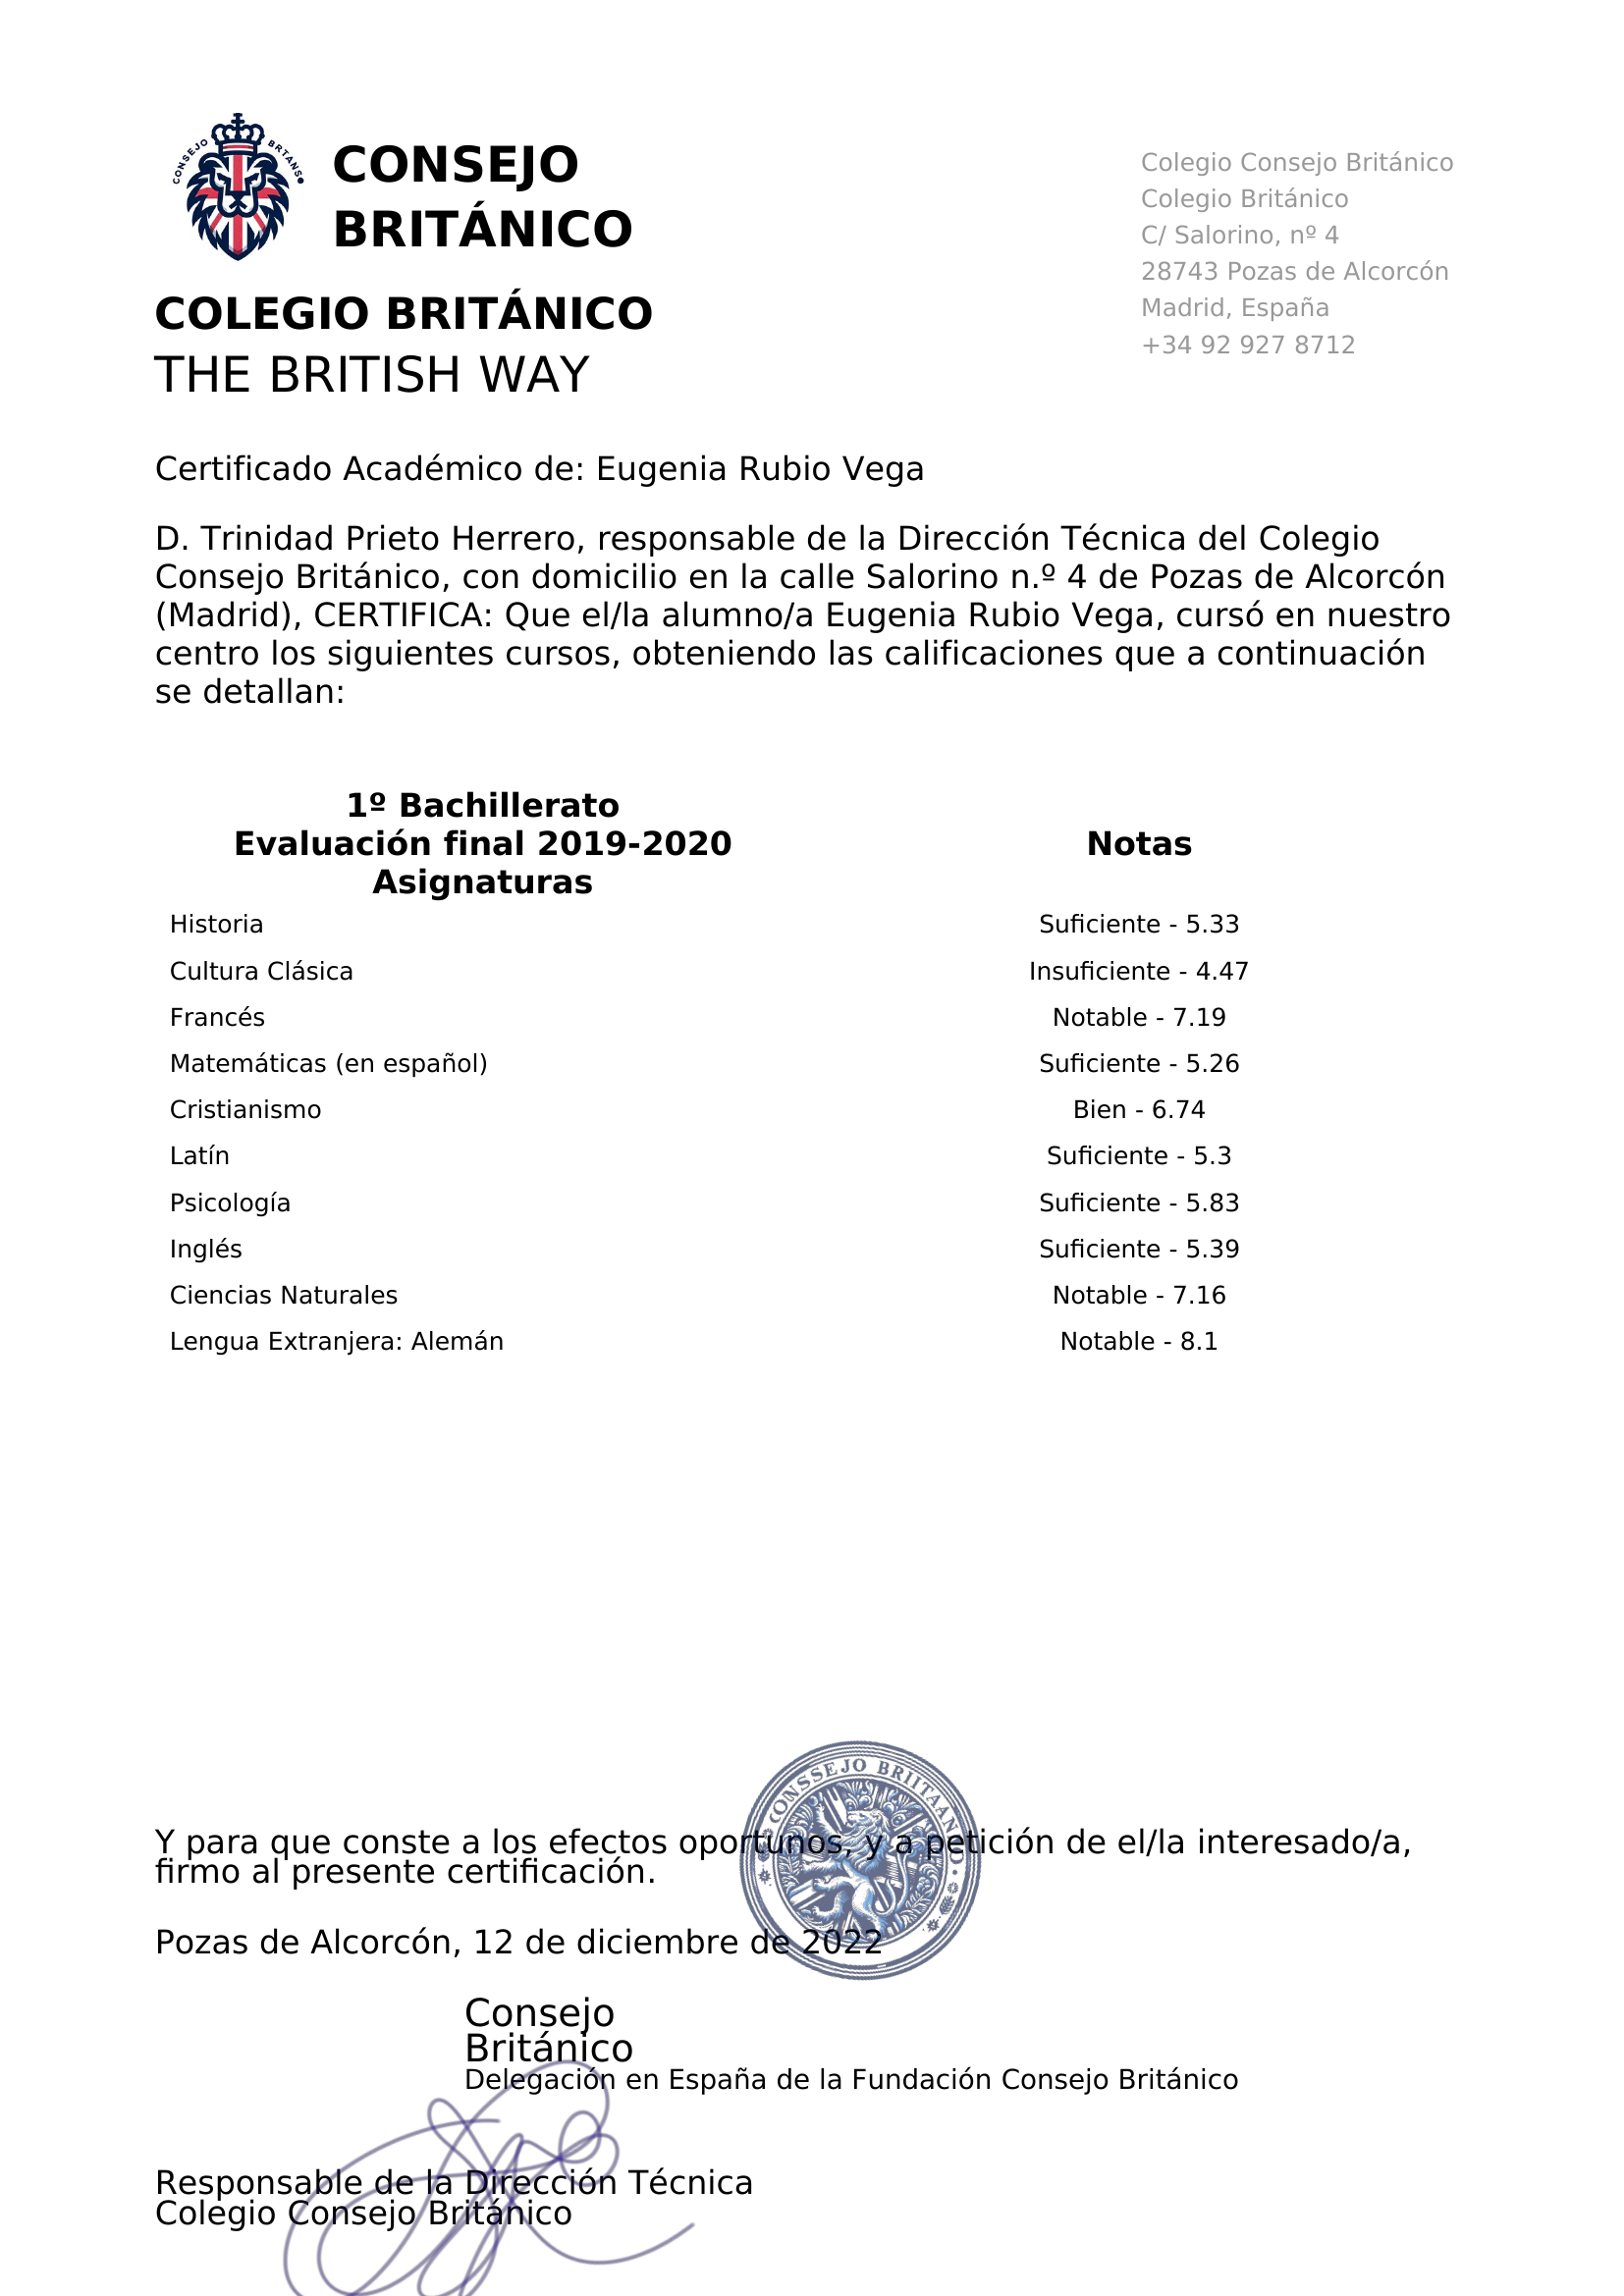 CONSEJO BRTANS
CONSEJO
BRITÁNICO
COLEGIO BRITÁNICO
THE BRITISH WAY
Colegio Consejo Británico
Colegio Británico
C/ Salorino, nº 4
28743 Pozas de Alcorcón
Madrid, España
+34 92 927 8712
Certificado Académico de: Eugenia Rubio Vega
D. Trinidad Prieto Herrero, responsable de la Dirección Técnica del Colegio
Consejo Británico, con domicilio en la calle Salorino n.º 4 de Pozas de Alcorcón
(Madrid), CERTIFICA: Que el/la alumno/a Eugenia Rubio Vega, cursó en nuestro
centro los siguientes cursos, obteniendo las calificaciones que a continuación
se detallan:
1º Bachillerato
Evaluación final 2019-2020 Notas
Asignaturas
Historia Suficiente - 5.33
Cultura Clásica Insuficiente - 4.47
Francés Notable - 7.19
Matemáticas (en español) Suficiente - 5.26
Cristianismo Bien - 6.74
Latín Suficiente - 5.3
Psicología Suficiente - 5.83
Inglés Suficiente - 5.39
Ciencias Naturales Notable - 7.16
Lengua Extranjera: Alemán Notable - 8.1
CONSSEJO BRIITAANICO
Y para que conste a los efectos oportunos, y a petición de el/la interesado/a,
firmo al presente certificación.
Pozas de Alcorcón, 12 de diciembre de 2022
Consejo
Británico
Delegación en España de la Fundación Consejo Británico
Responsable de la Dirección Técnica
Colegio Consejo Británico